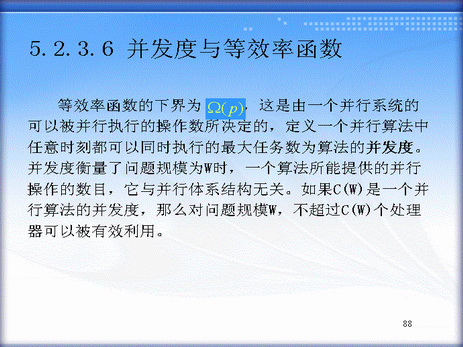 5.2.3.6 并发度与等效率函数
等效率函数的下界为 Ω(p)，这是由一个并行系统的
可以被并行执行的操作数所决定的，定义一个并行算法中
任意时刻都可以同时执行的最大任务数为算法的并发度。
并发度衡量了问题规模为W时，一个算法所能提供的并行
操作的数目，它与并行体系结构无关。如果C(W)是一个并
行算法的并发度，那么对问题规模W，不超过C(W)个处理
器可以被有效利用。
88